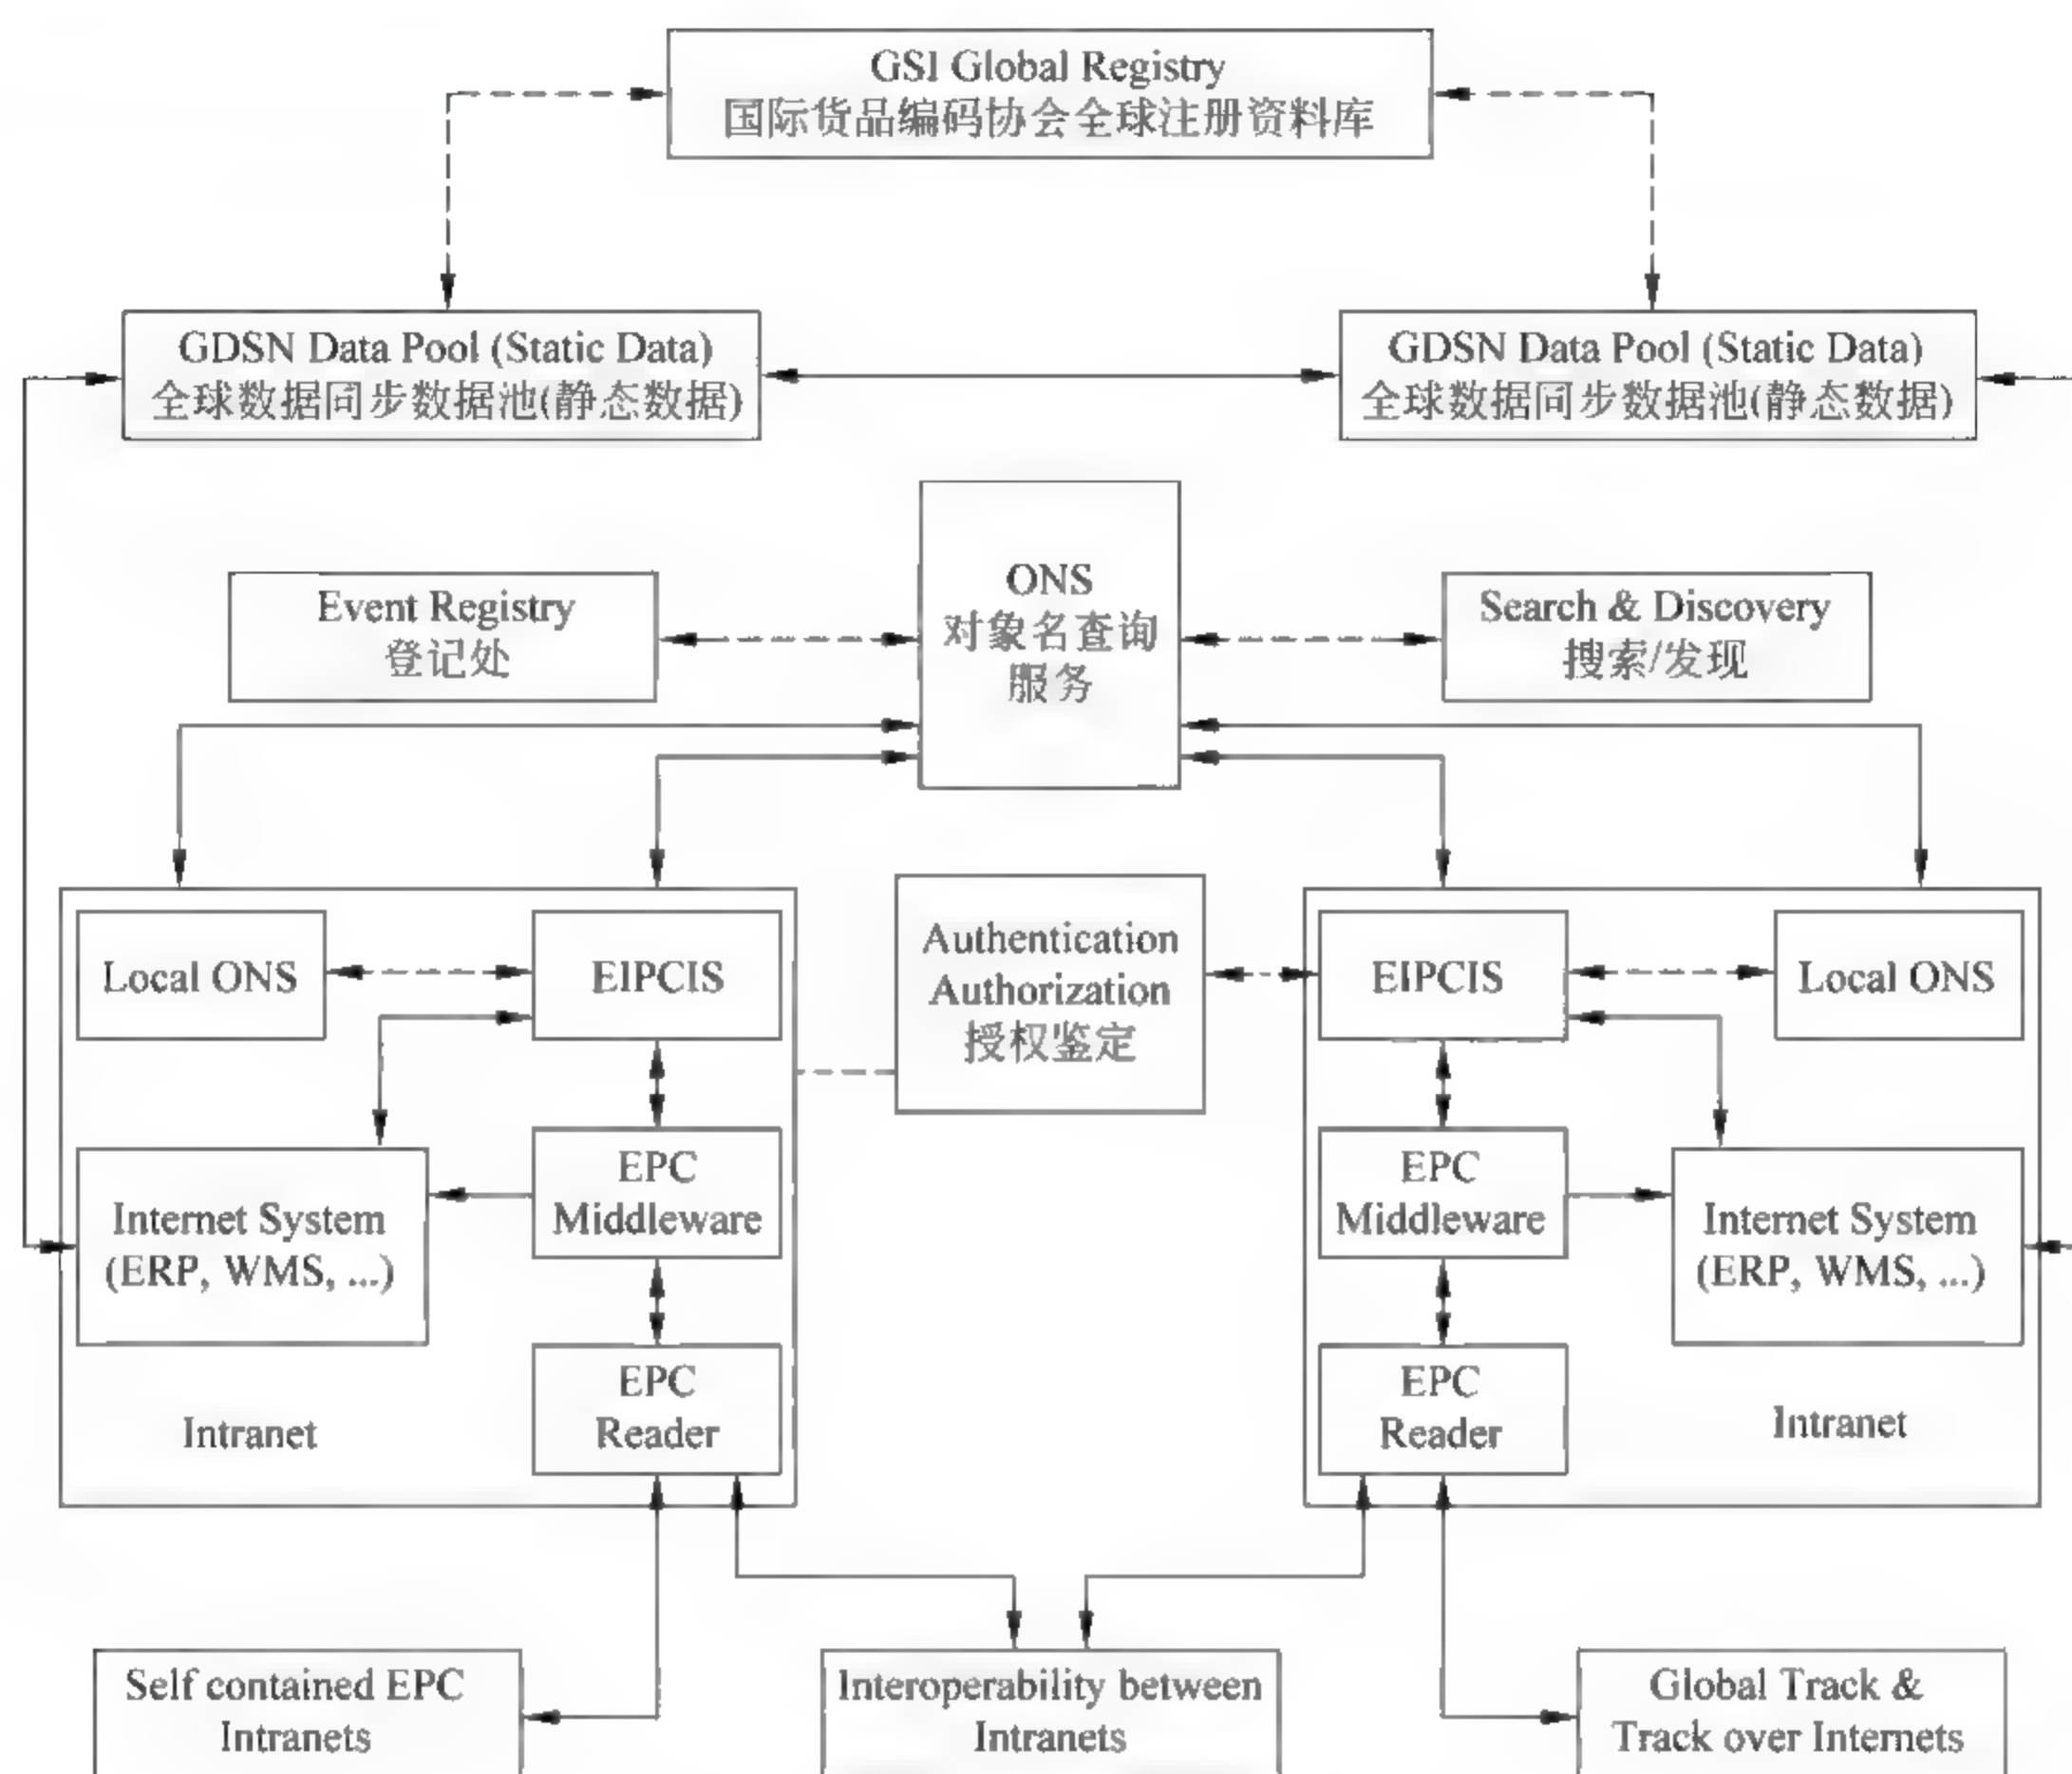 GSI Global Registry
国际货品编码协会全球注册资料库
GDSN Data Pool (Static Data)
全球数据同步数据池(静态数据)
GDSN Data Pool (Static Data)
全球数据同步数据池(静态数据)
ONS
对象名查询
服务
Event Registry
登记处
Search & Discovery
搜索/发现
Local ONS
EIPCIS
Authentication
Authorization
授权鉴定
EIPCIS
Local ONS
Internet System
(ERP, WMS, ...)
EPC
Middleware
EPC
Middleware
Internet System
(ERP, WMS, ...)
Intranet
EPC
Reader
EPC
Reader
Intranet
Self contained EPC
Intranets
Interoperability between
Intranets
Global Track &
Track over Internets